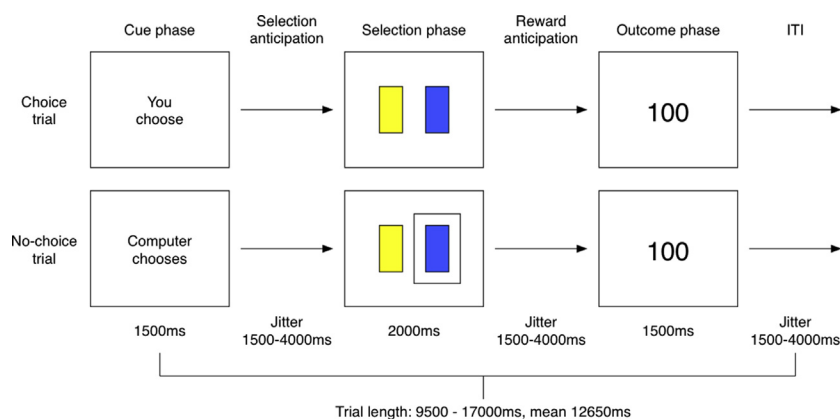 Cue phase
Selection
anticipation
Selection phase
Reward
anticipation
Outcome phase
ITI
Choice
trial
You
choose
100
No-choice
trial
Computer
chooses
100
1500ms
Jitter
1500-4000ms
2000ms
Jitter
1500-4000ms
1500ms
Jitter
1500-4000ms
Trial length: 9500 - 17000ms, mean 12650ms